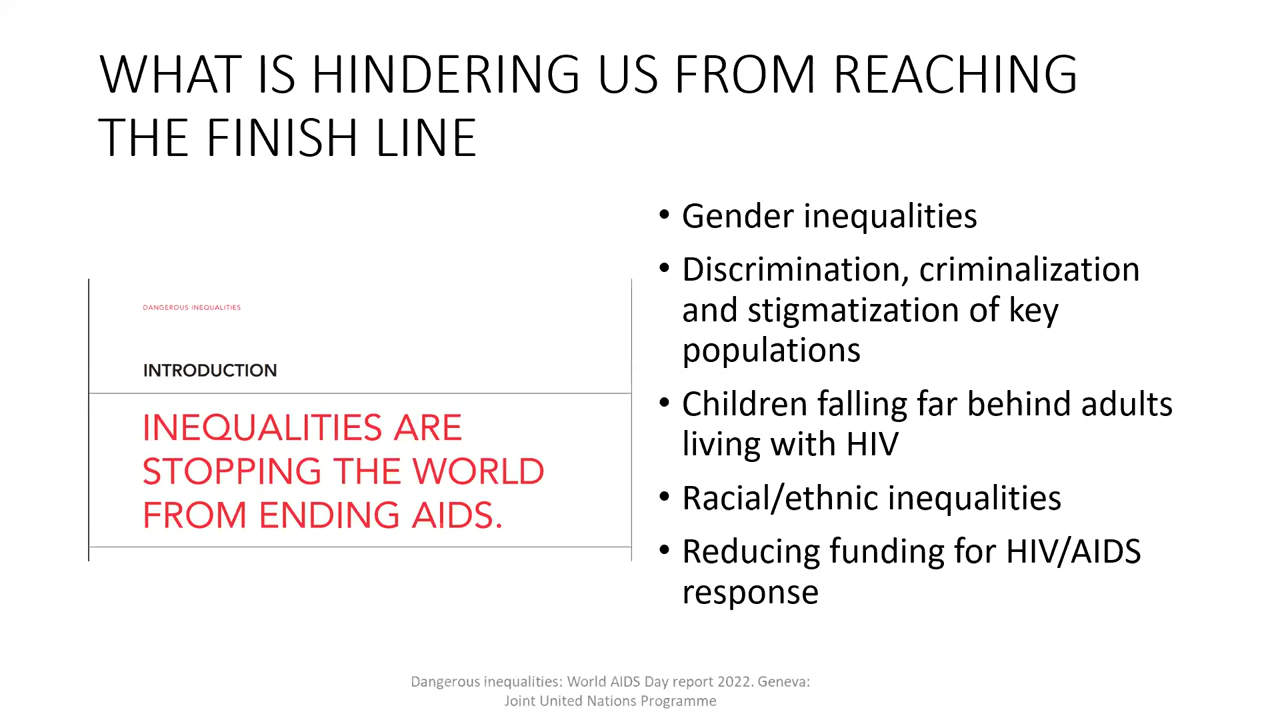 WHAT IS HINDERING US FROM REACHING
THE FINISH LINE
DANGEROUS INEQUALITIES
INTRODUCTION
INEQUALITIES ARE
STOPPING THE WORLD
FROM ENDING AIDS.
• Gender inequalities
• Discrimination, criminalization
and stigmatization of key
populations
• Children falling far behind adults
living with HIV
• Racial/ethnic inequalities
• Reducing funding for HIV/AIDS
response
Dangerous inequalities: World AIDS Day report 2022. Geneva:
Joint United Nations Programme